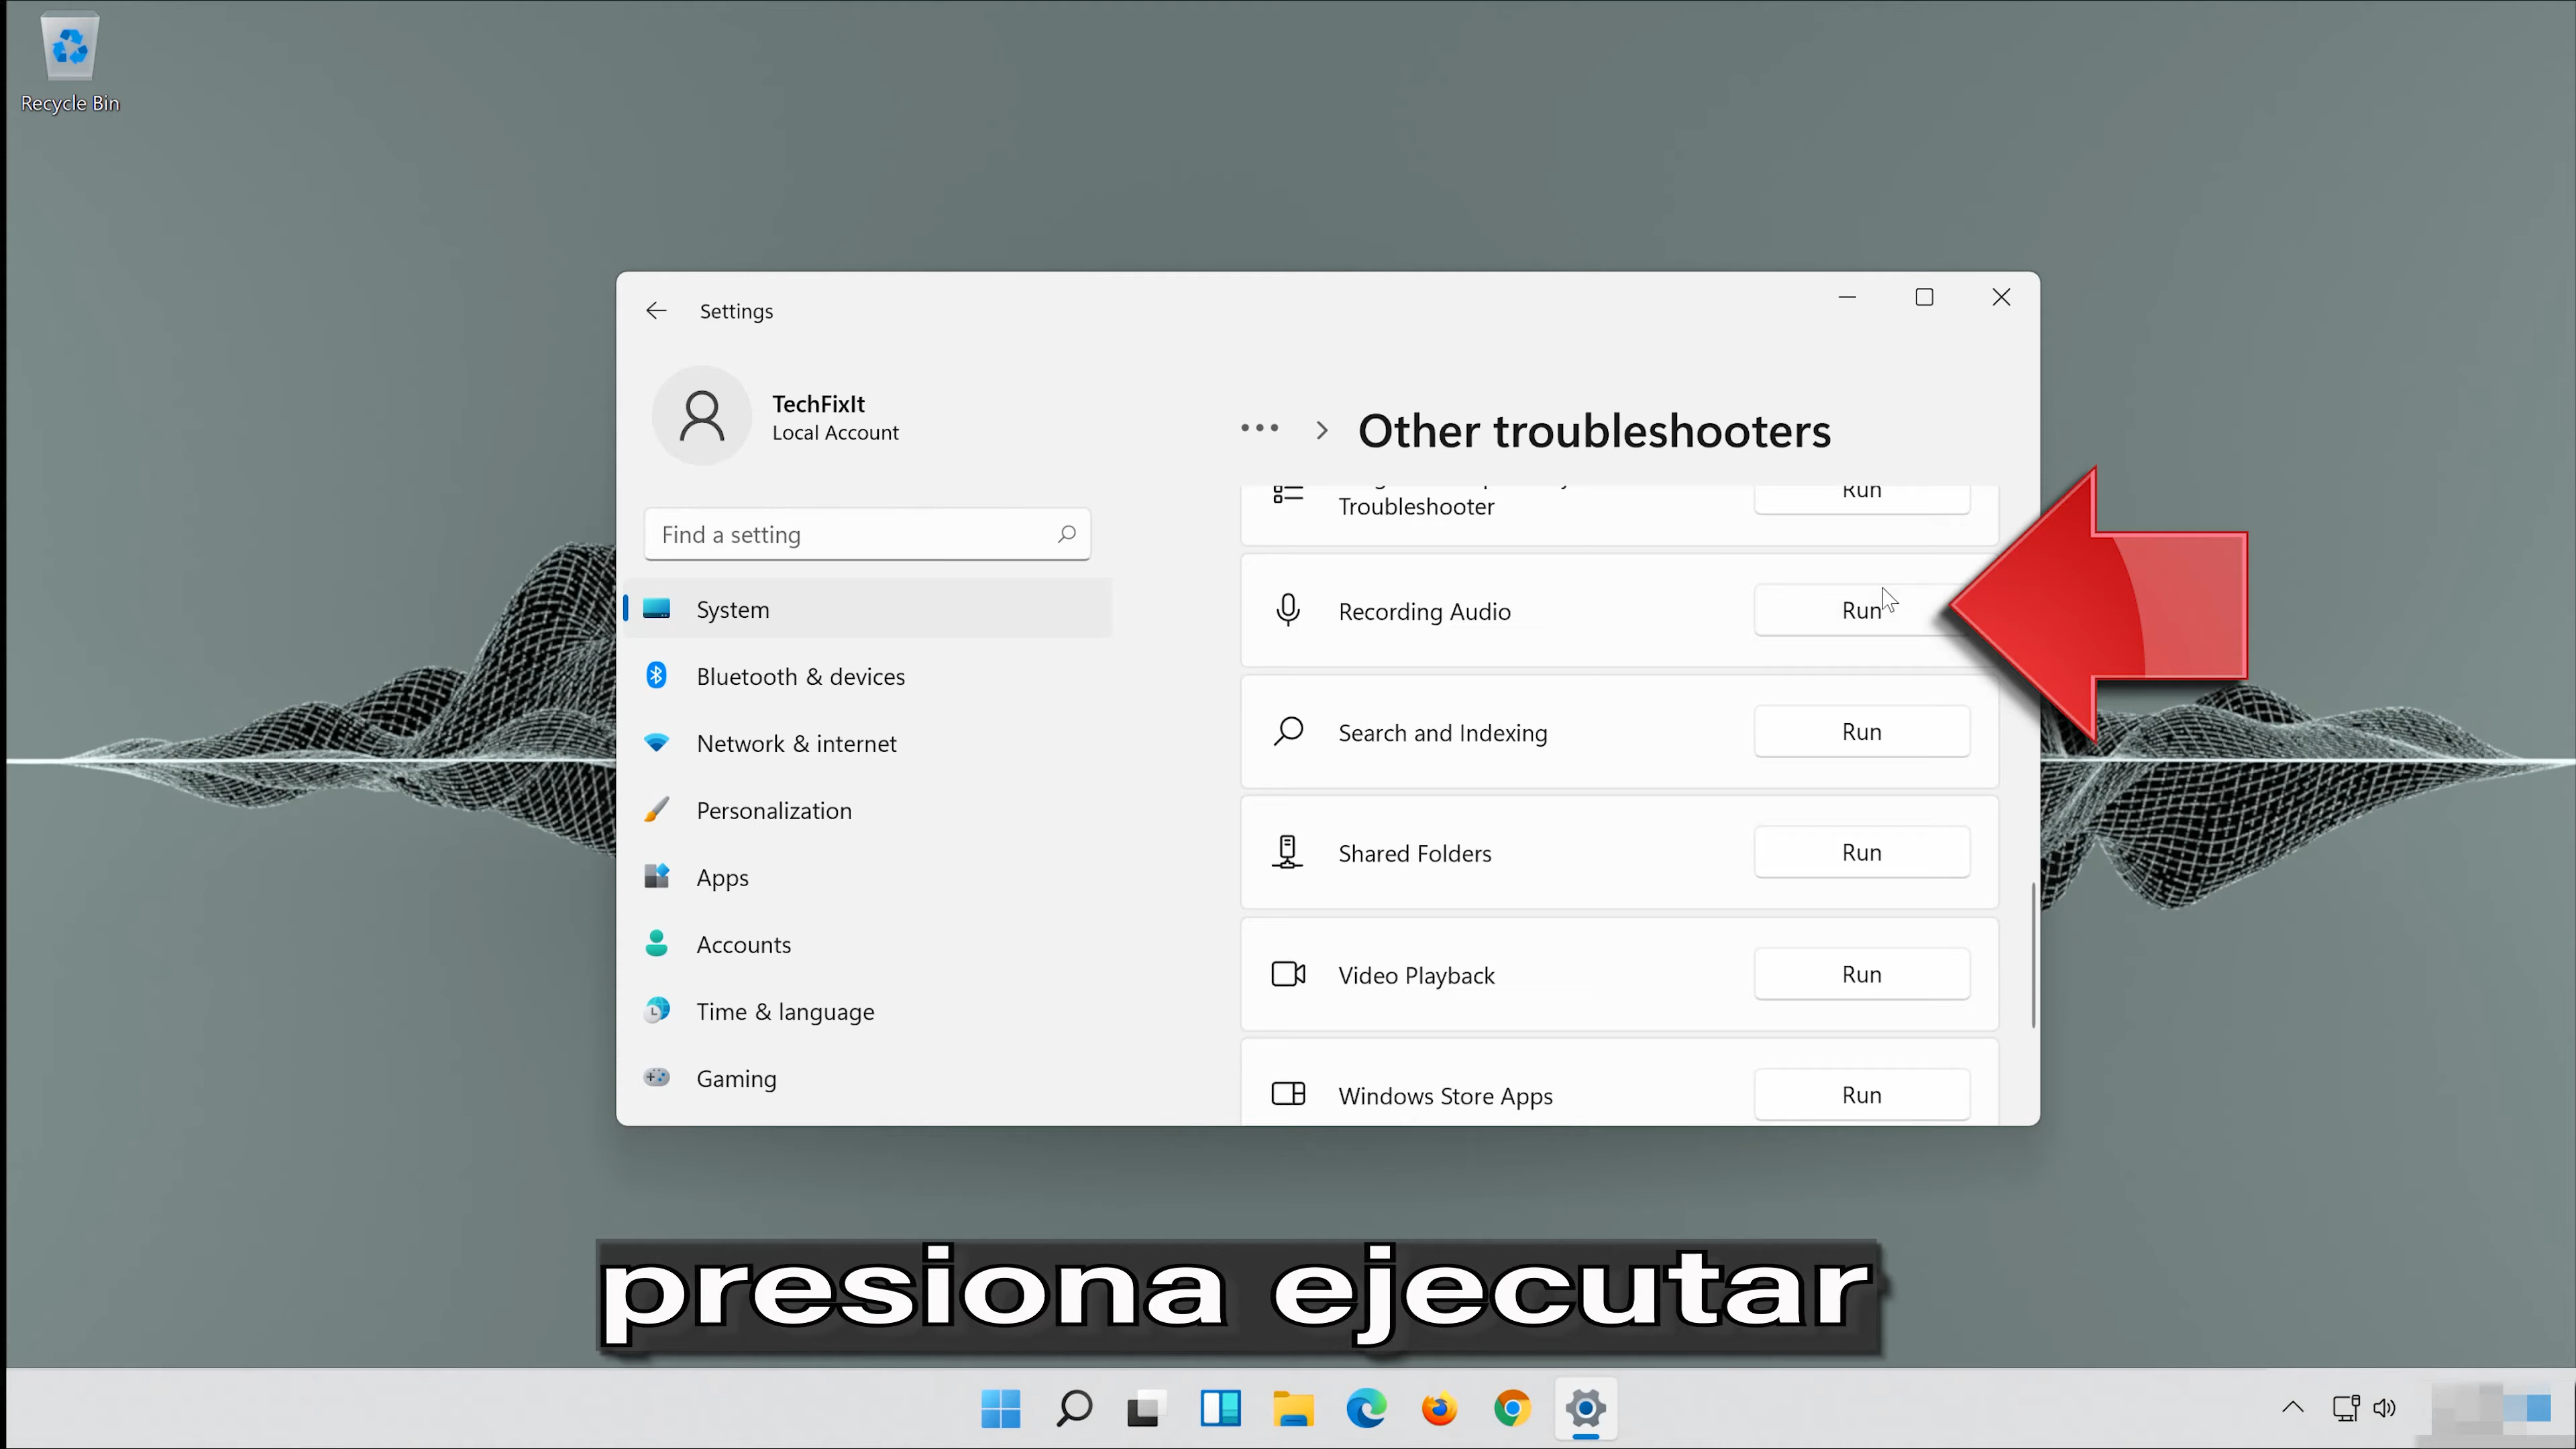 Recycle Bin
Settings
TechFixIt
Local Account
Find a setting
System
Bluetooth & devices
Network & internet
Personalization
Apps
Accounts
Time & language
Gaming
Other troubleshooters
Troubleshooter
Run
Recording Audio
Run
Search and Indexing
Run
Shared Folders
Run
Video Playback
Run
Windows Store Apps
Run
presiona ejecutar